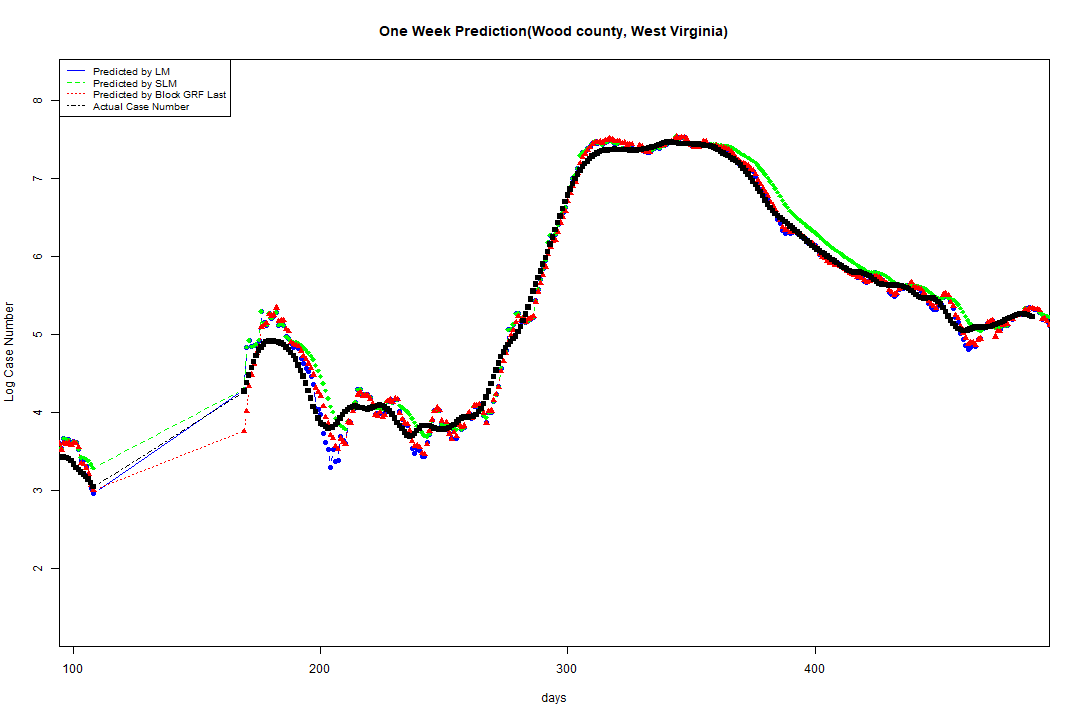 One Week Prediction(Wood county, West Virginia)
Predicted by LM
Predicted by SLM
Predicted by Block GRF Last
Actual Case Number
Log Case Number
8
7
6
5
4
3
2
100 200 300 400
days